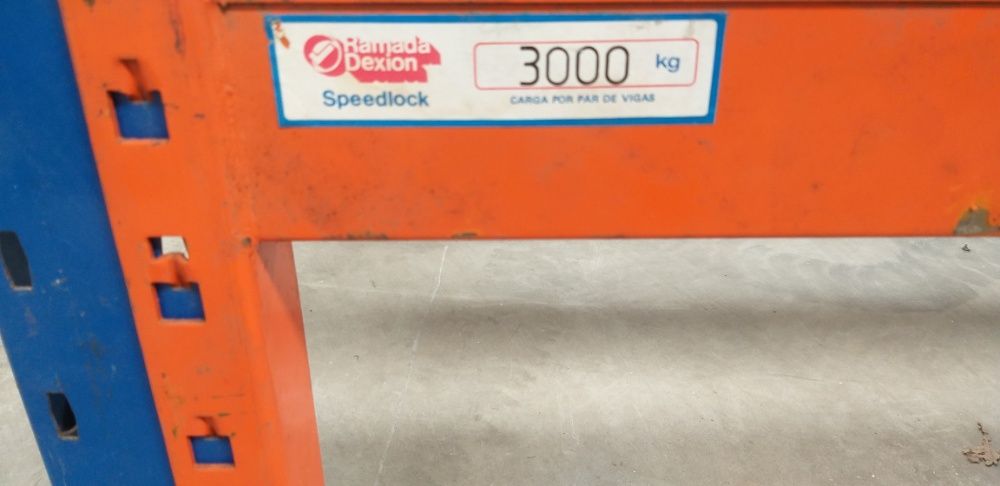 Ramada
Dexion
Speedlock
3000 kg
CARGA POR PAR DE VIGAS